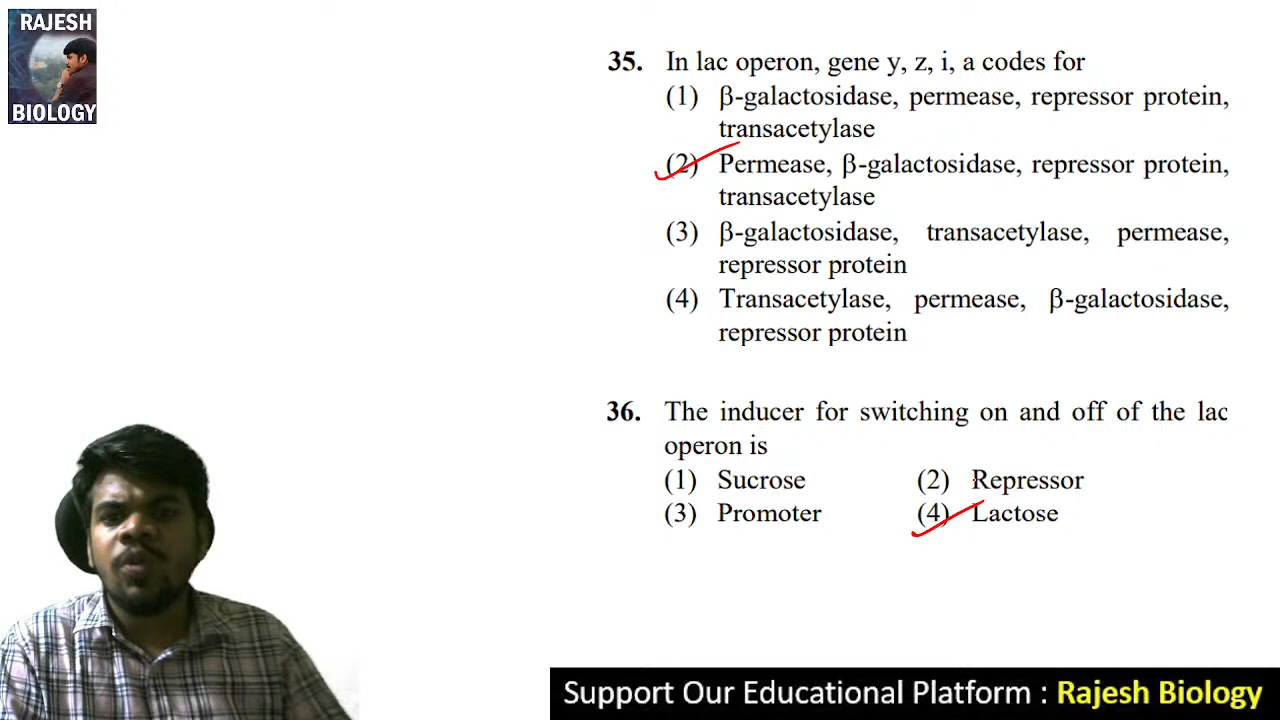 RAJESH
BIOLOGY
35. In lac operon, gene y, z, i, a codes for
(1) β-galactosidase, permease, repressor protein,
transacetylase
(2) Permease, β-galactosidase, repressor protein,
transacetylase
(3) β-galactosidase, transacetylase, permease,
repressor protein
(4) Transacetylase, permease, β-galactosidase,
repressor protein
36. The inducer for switching on and off of the lac
operon is
(1) Sucrose (2) Repressor
(3) Promoter (4) Lactose
Support Our Educational Platform : Rajesh Biology